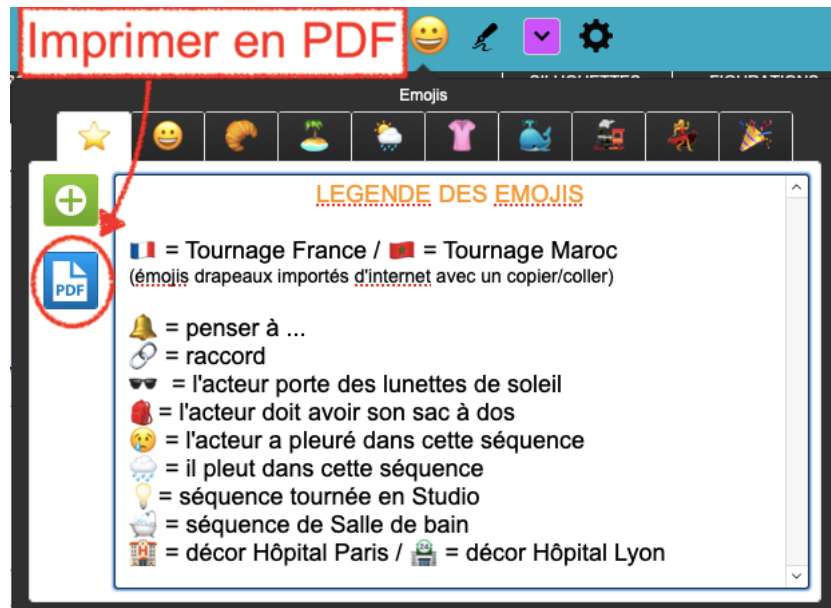 Imprimer en PDF
SILHOUETTES
FIGURATIONS
Emojis
LEGENDE DES EMOJIS
🇫🇷 = Tournage France / 🇲🇦 = Tournage Maroc
(émojis drapeaux importés d'internet avec un copier/coller)
PDF
🔔 = penser à ...
🔗 = raccord
🕶️ = l'acteur porte des lunettes de soleil
🎒 = l'acteur doit avoir son sac à dos
😢 = l'acteur a pleuré dans cette séquence
🌧️ = il pleut dans cette séquence
💡 = séquence tournée en Studio
🛁 = séquence de Salle de bain
🏩 = décor Hôpital Paris / 🏪 = décor Hôpital Lyon